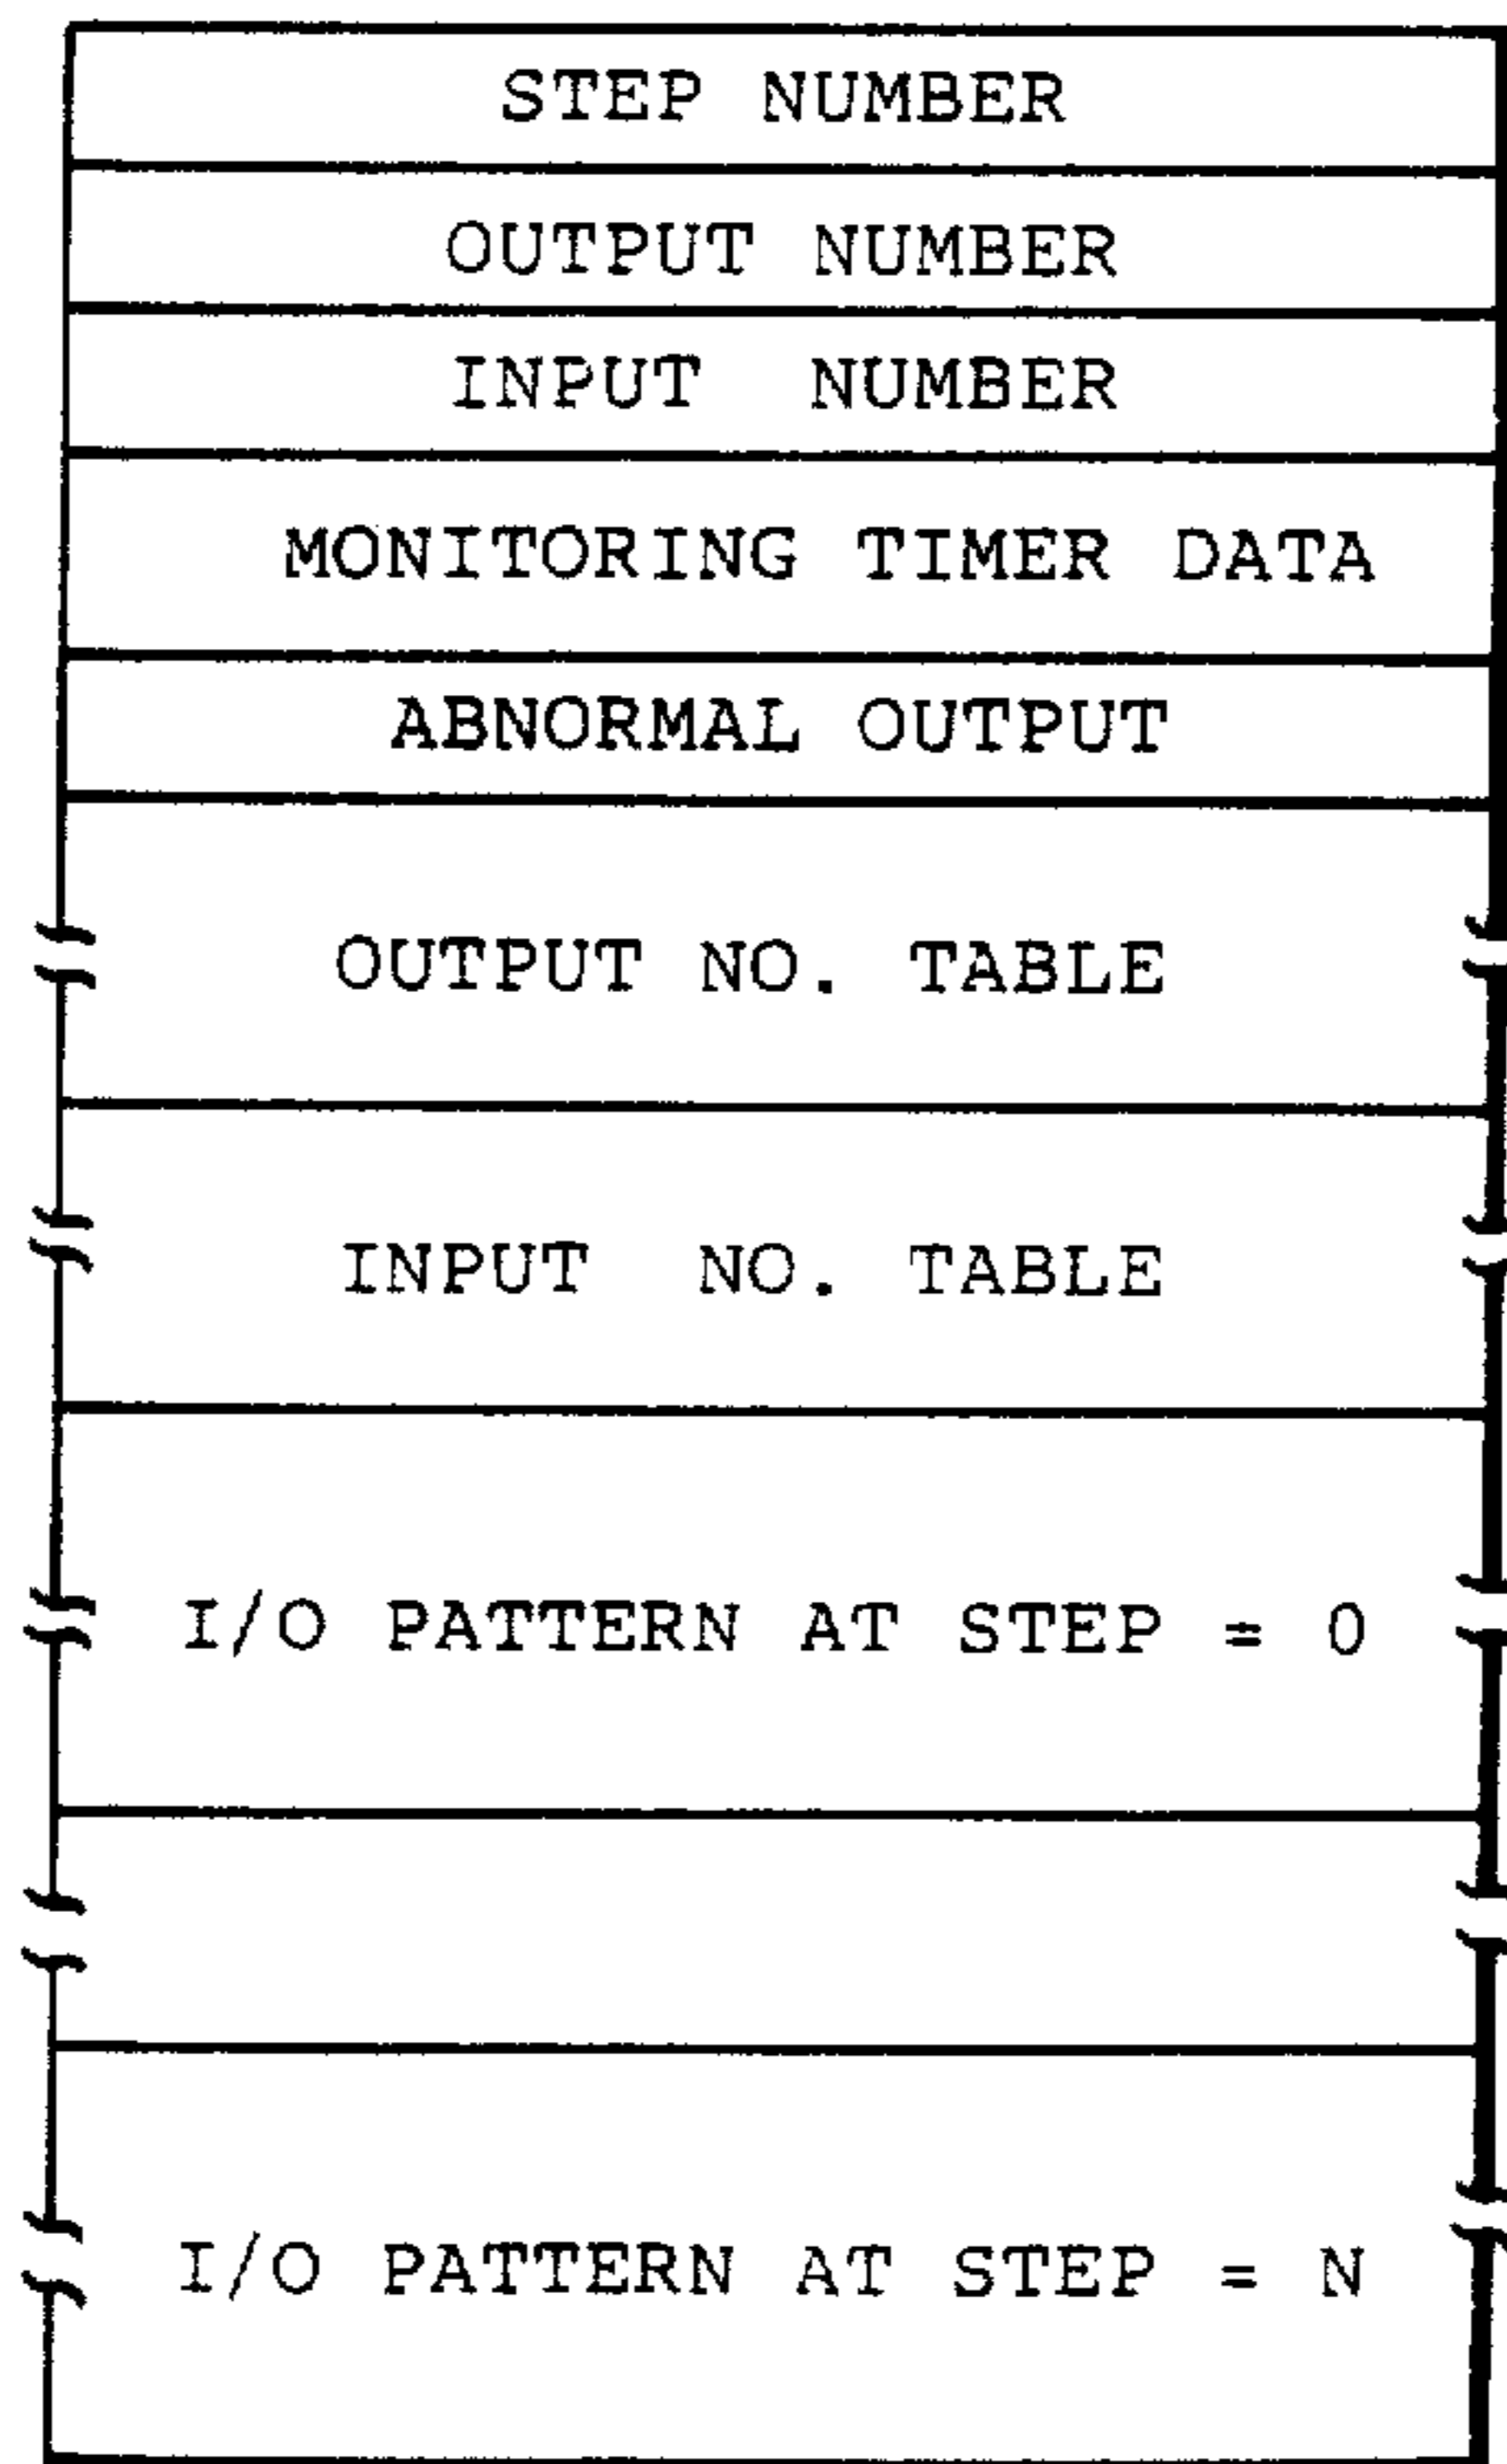 STEP NUMBER
OUTPUT NUMBER
INPUT NUMBER
MONITORING TIMER DATA
ABNORMAL OUTPUT
OUTPUT NO. TABLE
INPUT NO. TABLE
I/O PATTERN AT STEP = 0
I/O PATTERN AT STEP = N